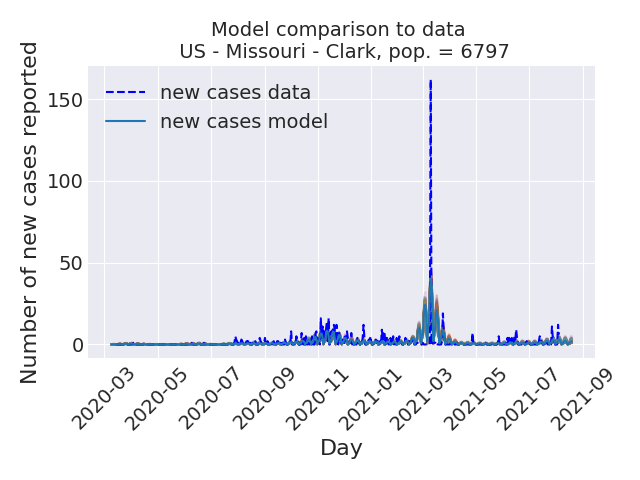 Model comparison to data
US - Missouri - Clark, pop. = 6797
Number of new cases reported
150
100
50
0
new cases data
new cases model
2020-03
2020-05
2020-07
2020-09
2020-11
2021-01
2021-03
2021-05
2021-07
2021-09
Day